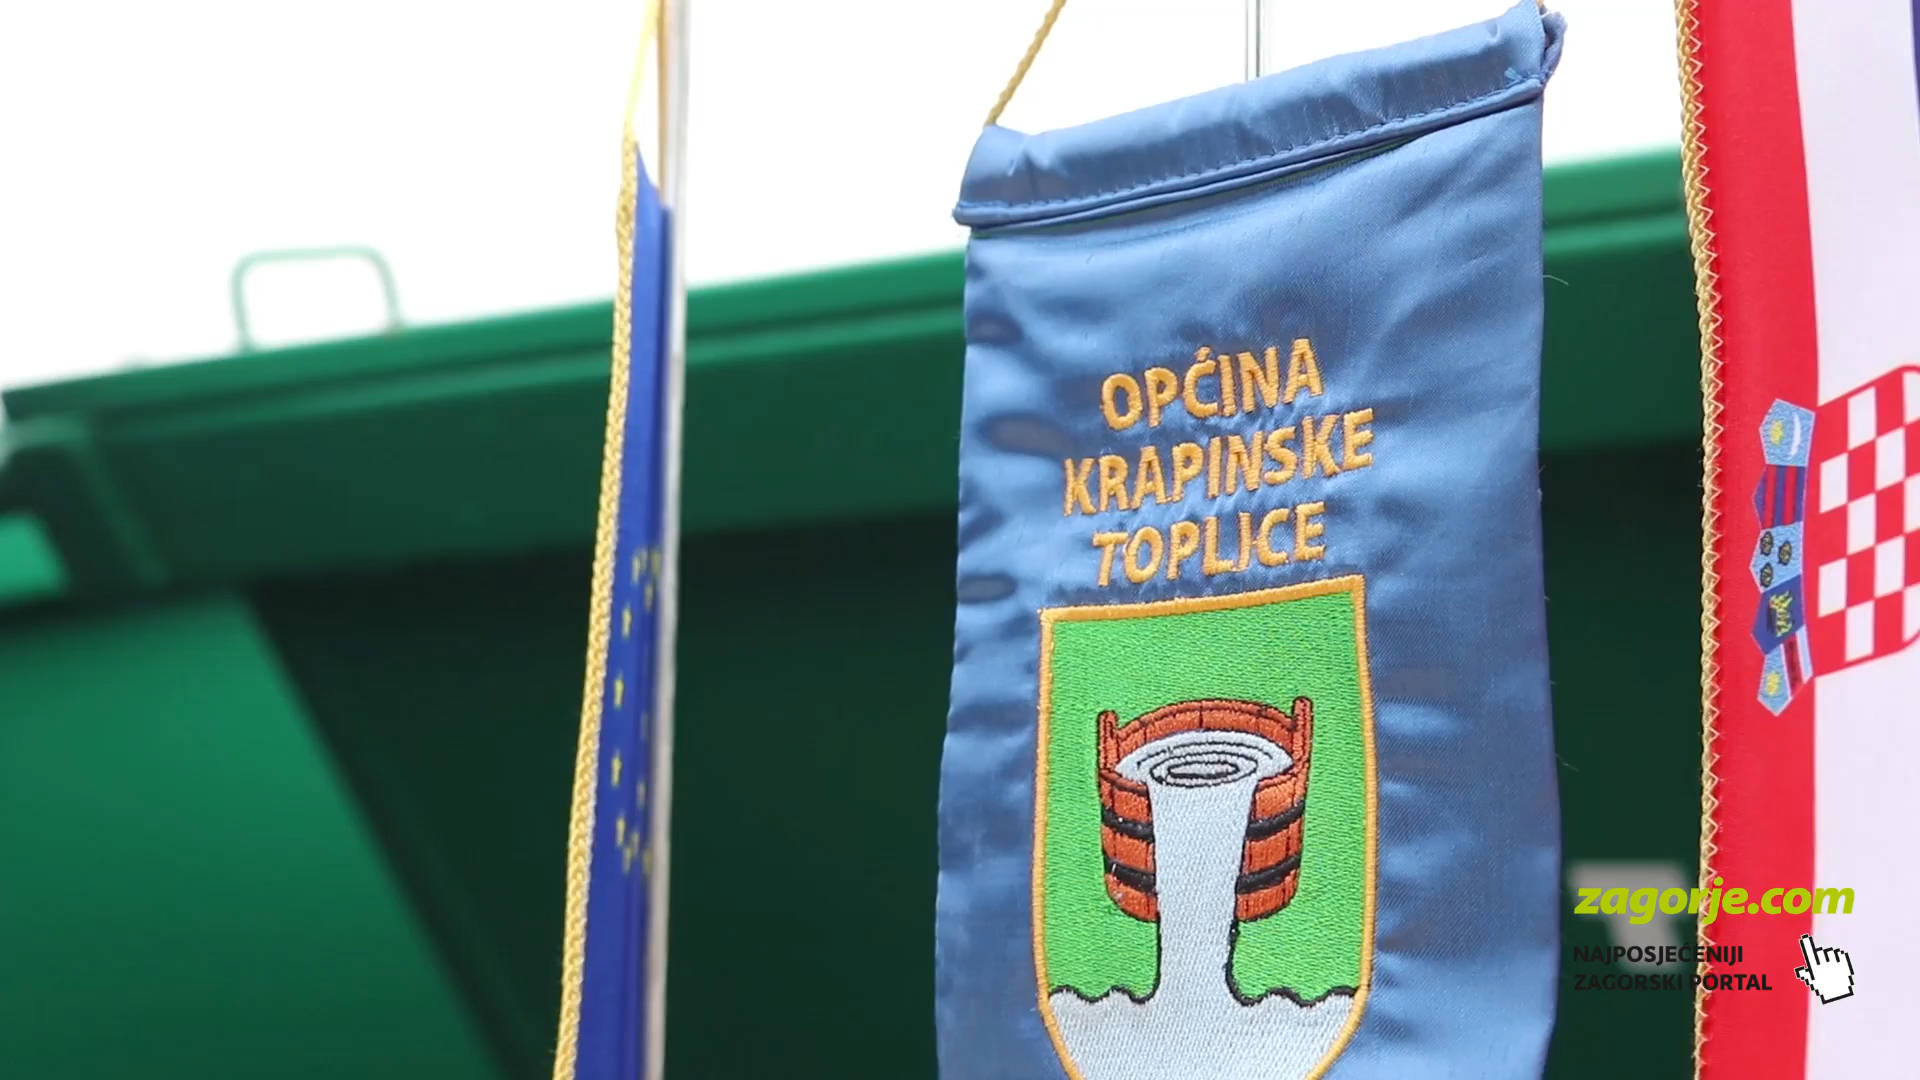 OPĆINA
KRAPINSKE
TOPLICE
zagorje.com
NAJPOSJEĆENIJI
ZAGORSKI PORTAL